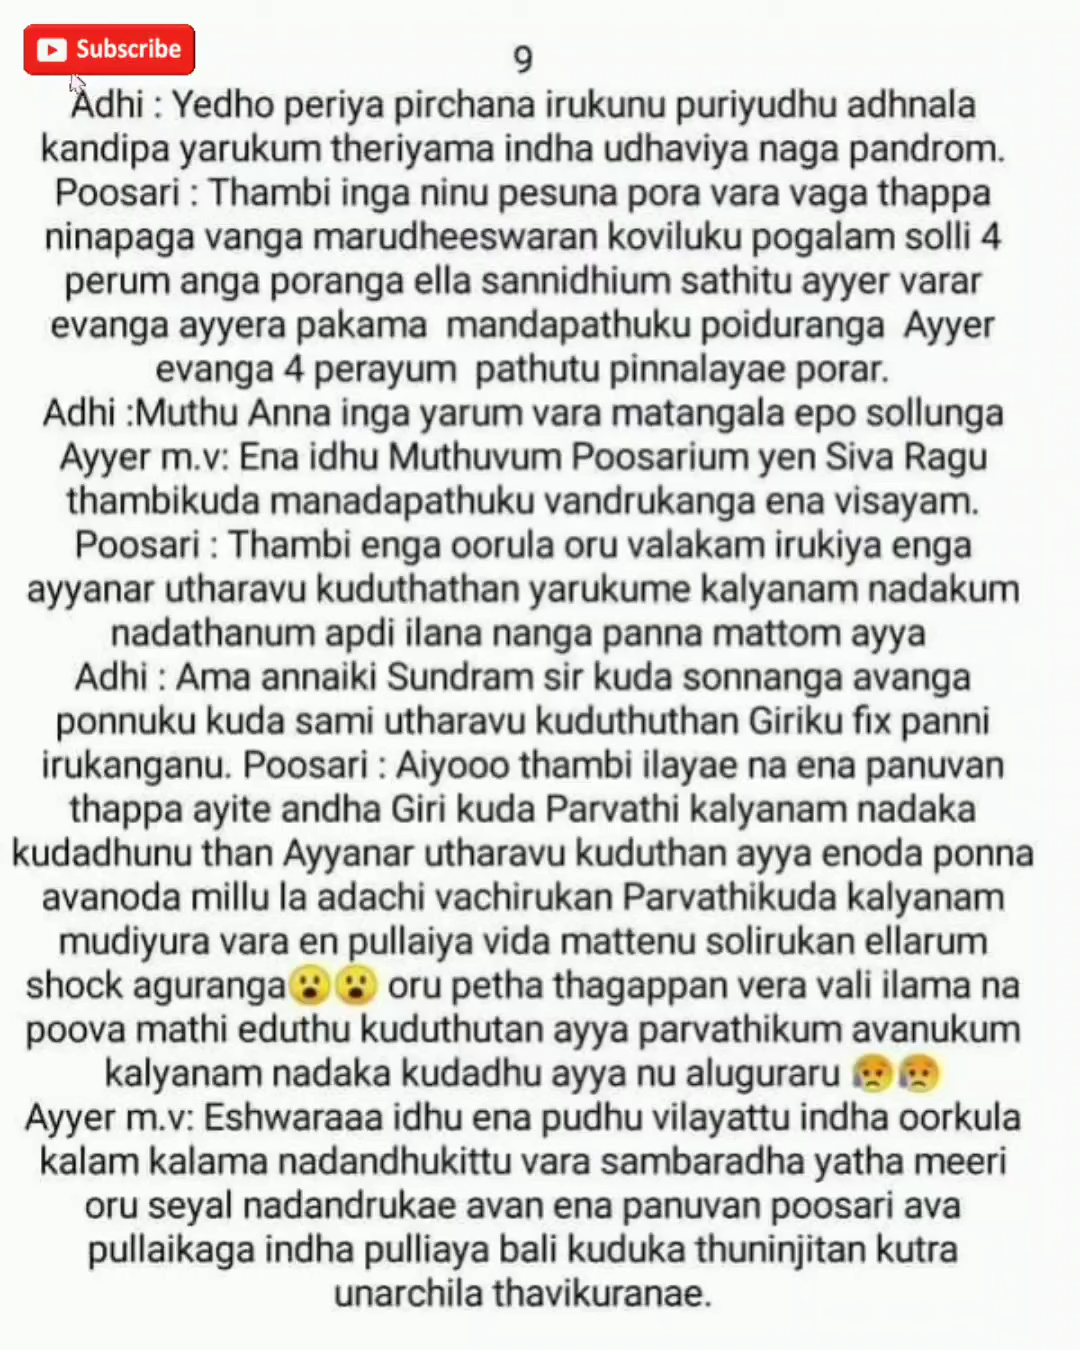 Subscribe
9
Adhi : Yedho periya pirchana irukunu puriyudhu adhnala
kandipa yarukum theriyama indha udhaviya naga pandrom.
Poosari : Thambi inga ninu pesuna pora vara vaga thappa
ninapaga vanga marudheeswaran koviluku pogalam solli 4
perum anga poranga ella sannidhium sathitu ayyer varar
evanga ayyera pakama mandapathuku poiduranga Ayyer
evanga 4 perayum pathutu pinnalayae porar.
Adhi :Muthu Anna inga yarum vara matangala epo sollunga
Ayyer m.v: Ena idhu Muthuvum Poosarium yen Siva Ragu
thambikuda manadapathuku vandrukanga ena visayam.
Poosari : Thambi enga oorula oru valakam irukiya enga
ayyanar utharavu kuduthathan yarukume kalyanam nadakum
nadathanum apdi ilana nanga panna mattom ayya
Adhi : Ama annaiki Sundram sir kuda sonnanga avanga
ponnuku kuda sami utharavu kuduthuthan Giriku fix panni
irukanganu. Poosari : Aiyooo thambi ilayae na ena panuvan
thappa ayite andha Giri kuda Parvathi kalyanam nadaka
kudadhunu than Ayyanar utharavu kuduthan ayya enoda ponna
avanoda millu la adachi vachirukan Parvathikuda kalyanam
mudiyura vara en pullaiya vida mattenu solirukan ellarum
shock aguranga😮😮 oru petha thagappan vera vali ilama na
poova mathi eduthu kuduthutan ayya parvathikum avanukum
kalyanam nadaka kudadhu ayya nu aluguraru 😥😥
Ayyer m.v: Eshwaraaa idhu ena pudhu vilayattu indha oorkula
kalam kalama nadandhukittu vara sambaradha yatha meeri
oru seyal nadandrukae avan ena panuvan poosari ava
pullaikaga indha pulliaya bali kuduka thuninjitan kutra
unarchila thavikuranae.